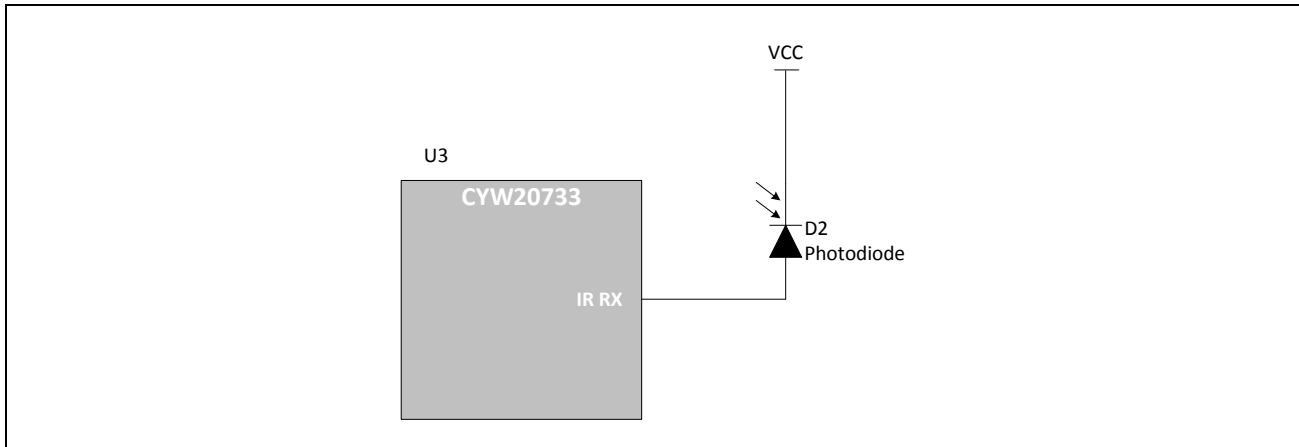 VCC
U3
CYW20733
D2
Photodiode
IR RX